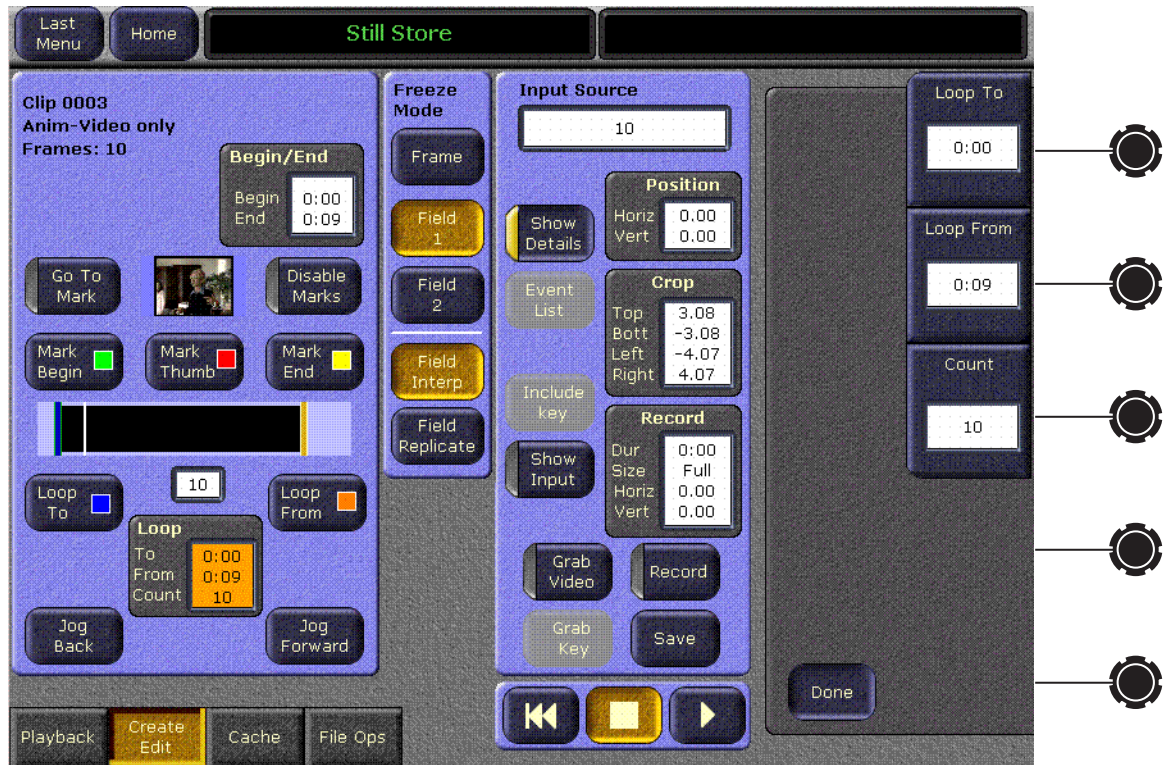 Last
Menu
Home
Still Store
Clip 0003
Anim-Video only
Frames: 10
Begin/End
Begin 0:00
End 0:09
Go To
Mark
Disable
Marks
Mark
Begin
Mark
Thumb
Mark
End
10
Loop
To
Loop
From
Loop
To 0:00
From 0:09
Count 10
Jog
Back
Jog
Forward
Freeze
Mode
Frame
Field
1
Field
2
Field
Interp
Field
Replicate
Input Source
10
Show
Details
Event
List
Include
key
Show
Input
Position
Horiz 0.00
Vert 0.00
Crop
Top 3.08
Bott -3.08
Left -4.07
Right 4.07
Record
Dur 0:00
Size Full
Horiz 0.00
Vert 0.00
Grab
Video
Record
Grab
Key
Save
Loop To
0:00
Loop From
0:09
Count
10
Done
Playback
Create
Edit
Cache
File Ops